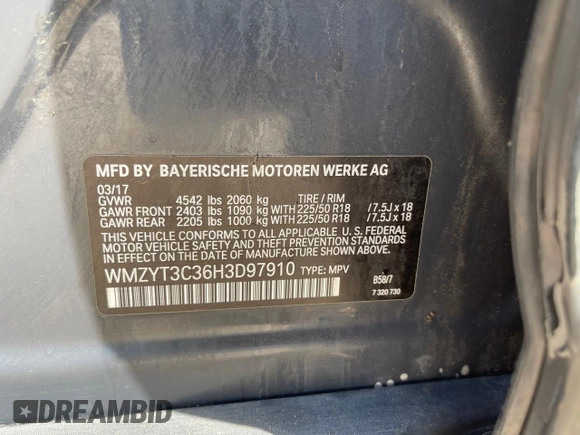 MFD BY BAYERISCHE MOTOREN WERKE AG
03/17
GVWR 4542 lbs 2060 kg TIRE / RIM
GAWR FRONT 2403 lbs 1090 kg WITH 225/50 R18 /7.5J x 18
GAWR REAR 2205 lbs 1000 kg WITH 225/50 R18 /7.5J x 18
THIS VEHICLE CONFORMS TO ALL APPLICABLE U. S. FEDERAL
MOTOR VEHICLE SAFETY, BUMPER, AND THEFT PREVENTION
STANDARDS IN EFFECT ON THE DATE OF MANUFACTURE SHOWN ABOVE.
WMZYT3C36H3D97910 TYPE: MPV
B58/7
7 320 730
DREAMBID